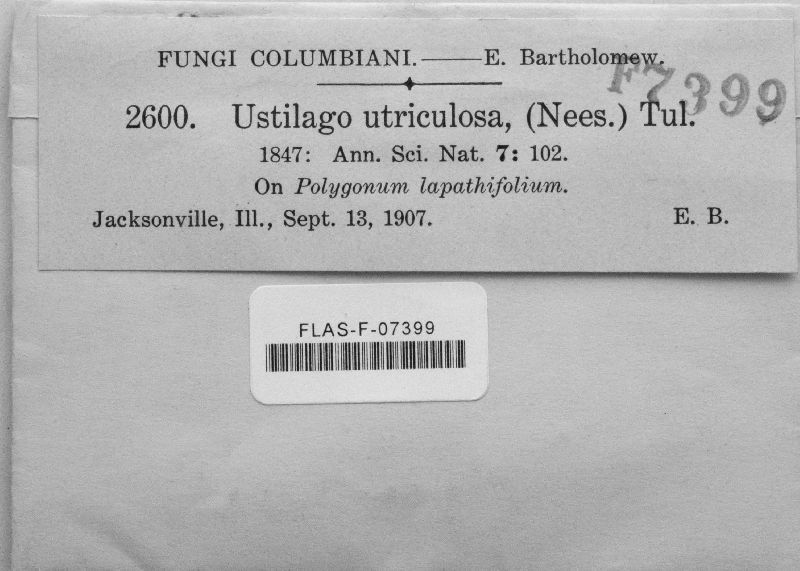 FUNGI COLUMBIANI.——E. Bartholomew.
F7399
2600. Ustilago utriculosa, (Nees.) Tul.
1847: Ann. Sci. Nat. 7: 102.
On Polygonum lapathifolium.
Jacksonville, Ill., Sept. 13, 1907. E. B.
FLAS-F-07399